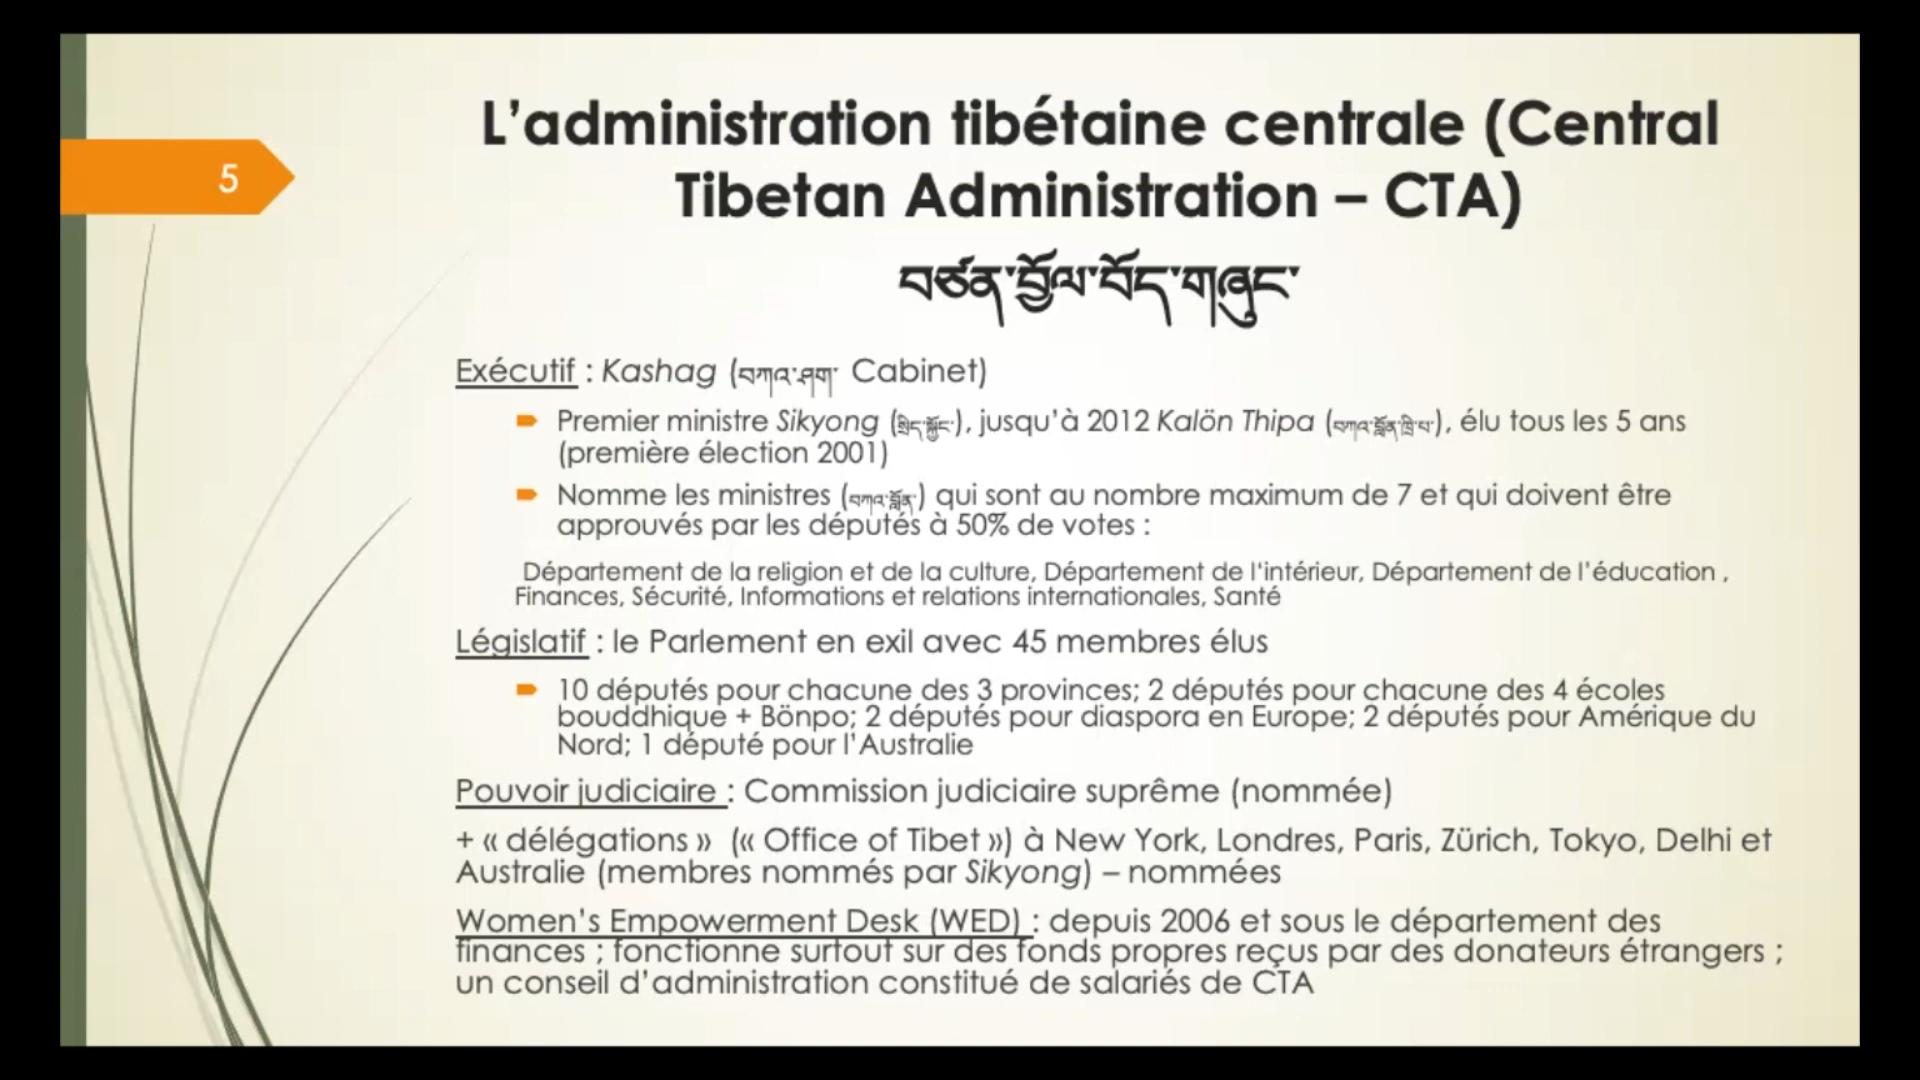 5
L’administration tibétaine centrale (Central
Tibetan Administration – CTA)
བཙན་བྱོལ་བོད་གཞུང་
Exécutif : Kashag (བཀའ་ཤག་ Cabinet)
Premier ministre Sikyong (སྲིད་སྐྱོང་), jusqu’à 2012 Kalön Thipa (བཀའ་བློན་ཁྲི་པ་), élu tous les 5 ans
(première élection 2001)
Nomme les ministres (བཀའ་བློན་) qui sont au nombre maximum de 7 et qui doivent être
approuvés par les députés à 50% de votes :
Département de la religion et de la culture, Département de l’intérieur, Département de l’éducation ,
Finances, Sécurité, Informations et relations internationales, Santé
Législatif : le Parlement en exil avec 45 membres élus
10 députés pour chacune des 3 provinces; 2 députés pour chacune des 4 écoles
bouddhique + Bönpo; 2 députés pour diaspora en Europe; 2 députés pour Amérique du
Nord; 1 député pour l’Australie
Pouvoir judiciaire : Commission judiciaire suprême (nommée)
+ « délégations » (« Office of Tibet ») à New York, Londres, Paris, Zürich, Tokyo, Delhi et
Australie (membres nommés par Sikyong) – nommées
Women’s Empowerment Desk (WED) : depuis 2006 et sous le département des
finances ; fonctionne surtout sur des fonds propres reçus par des donateurs étrangers ;
un conseil d’administration constitué de salariés de CTA